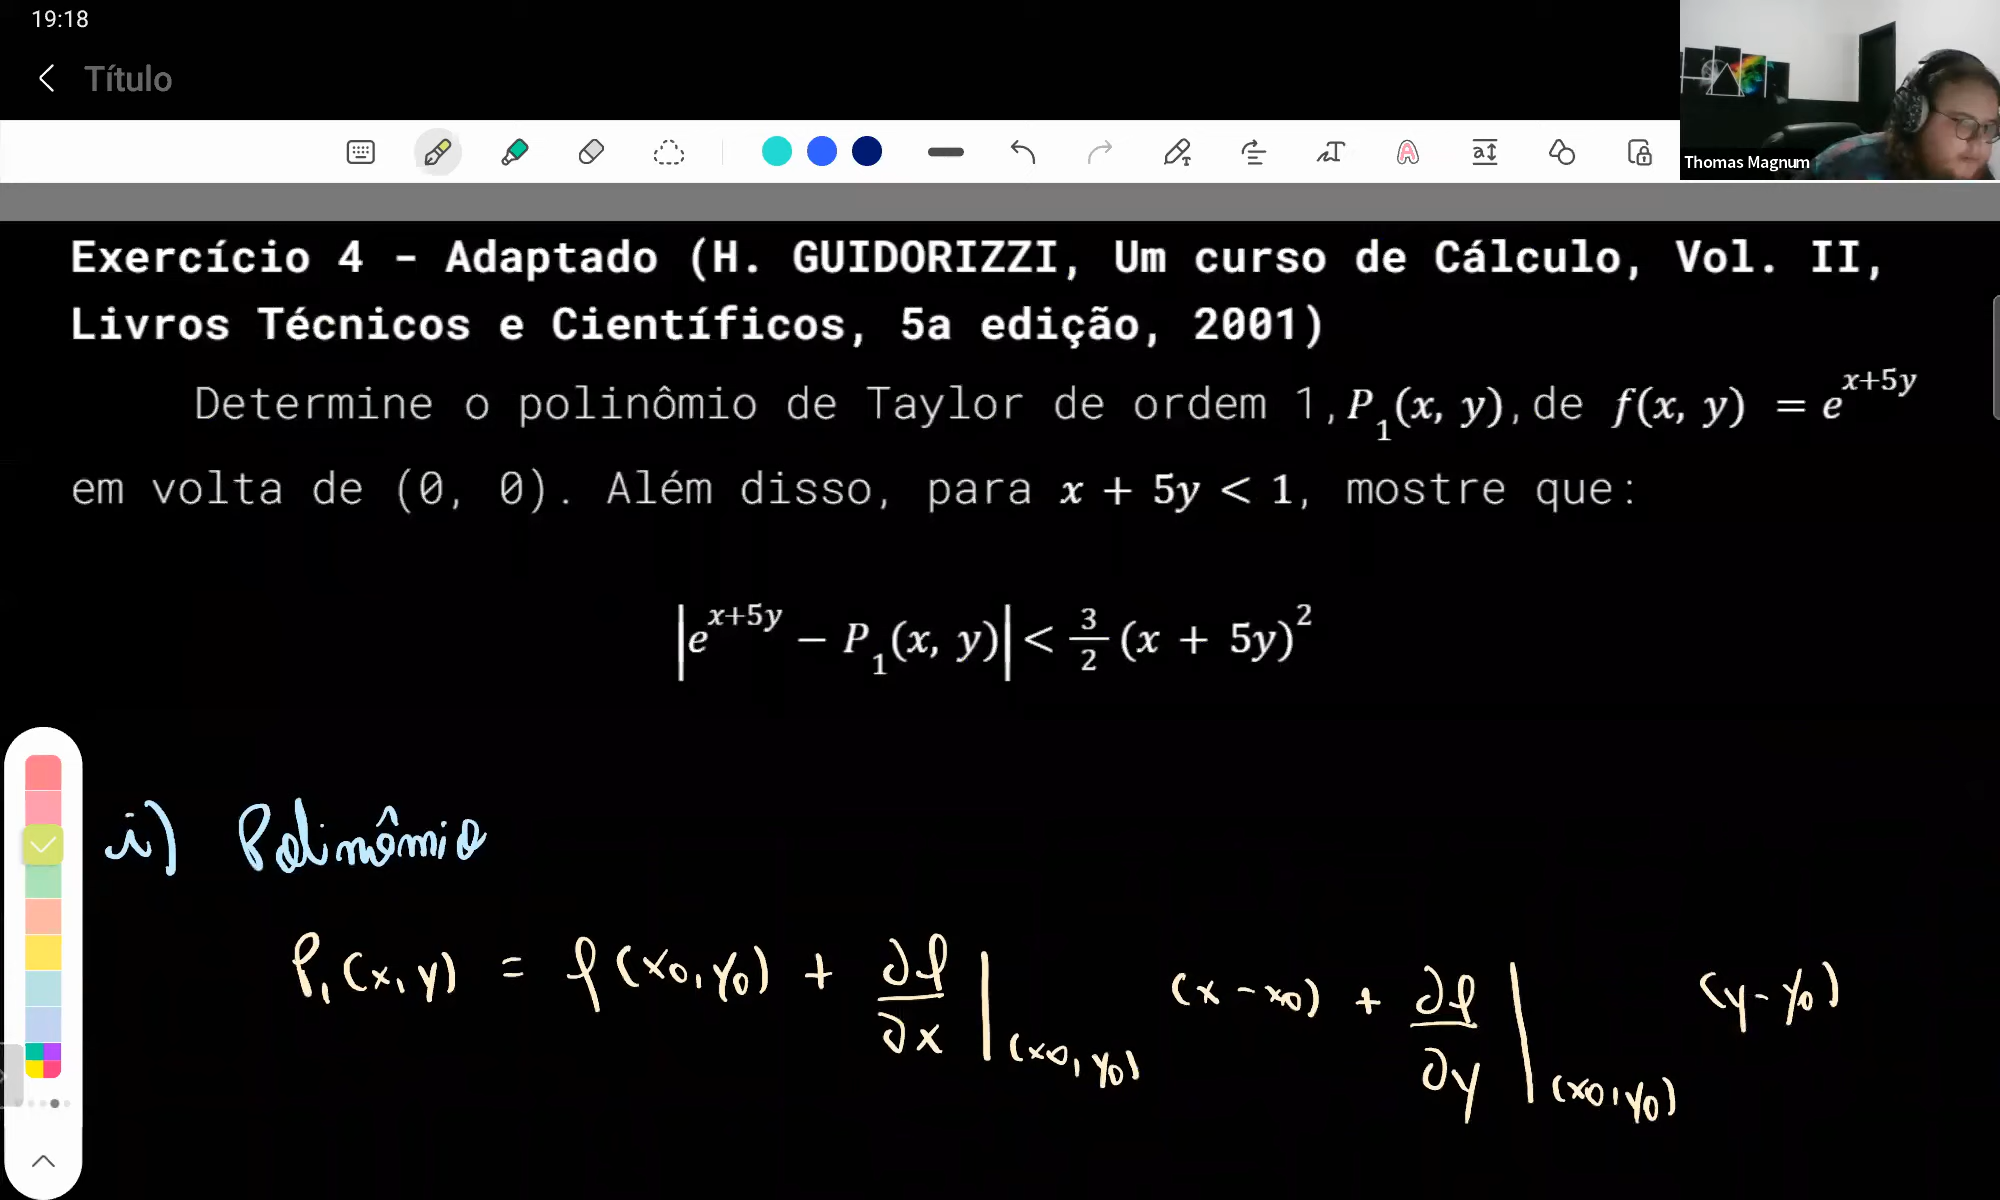 19:18
Título
Thomas Magnum
Exercício 4 - Adaptado (H. GUIDORIZZI, Um curso de Cálculo, Vol. II,
Livros Técnicos e Científicos, 5a edição, 2001)
Determine o polinômio de Taylor de ordem 1, P₁(x, y), de f(x, y) = e^{x+5y}
em volta de (0, 0). Além disso, para x + 5y < 1, mostre que:
|e^{x+5y} − P₁(x, y)| < 3/2 (x + 5y)²
i) Polinômio
P₁(x, y) = f(x₀, y₀) + ∂f/∂x |(x₀, y₀) (x − x₀) + ∂f/∂y |(x₀, y₀) (y − y₀)